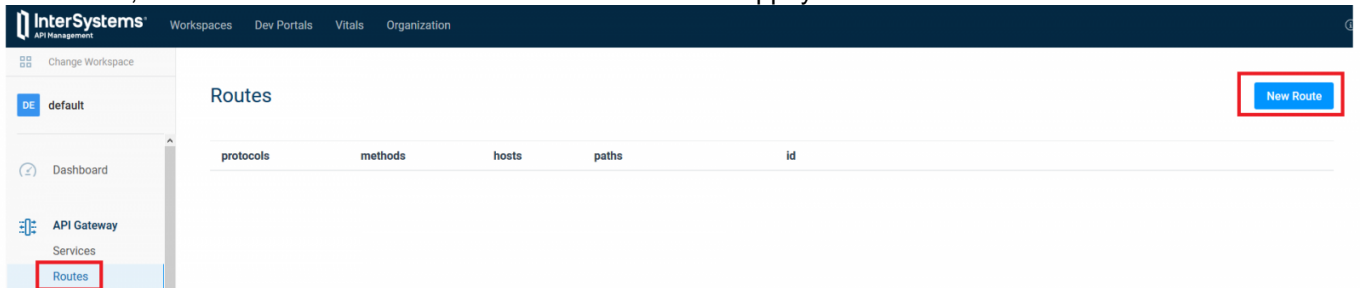 InterSystems
API Management
Workspaces Dev Portals Vitals Organization
Change Workspace
DE default
Routes
New Route
protocols methods hosts paths id
Dashboard
API Gateway
Services
Routes